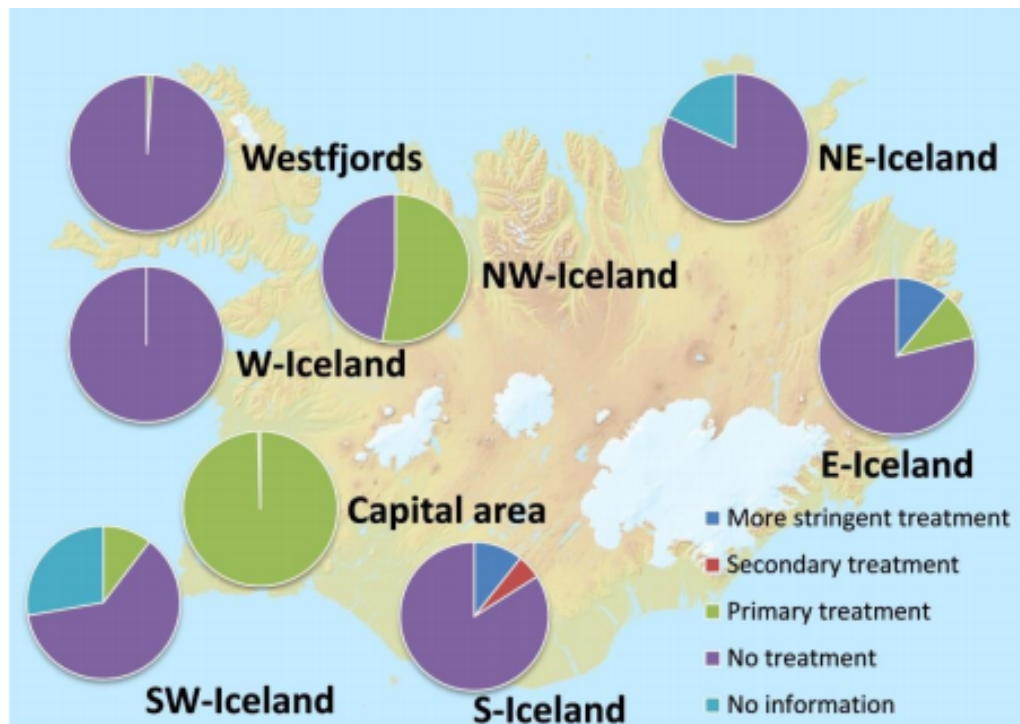 Westfjords
NE-Iceland
NW-Iceland
W-Iceland
E-Iceland
Capital area
SW-Iceland
S-Iceland
More stringent treatment
Secondary treatment
Primary treatment
No treatment
No information